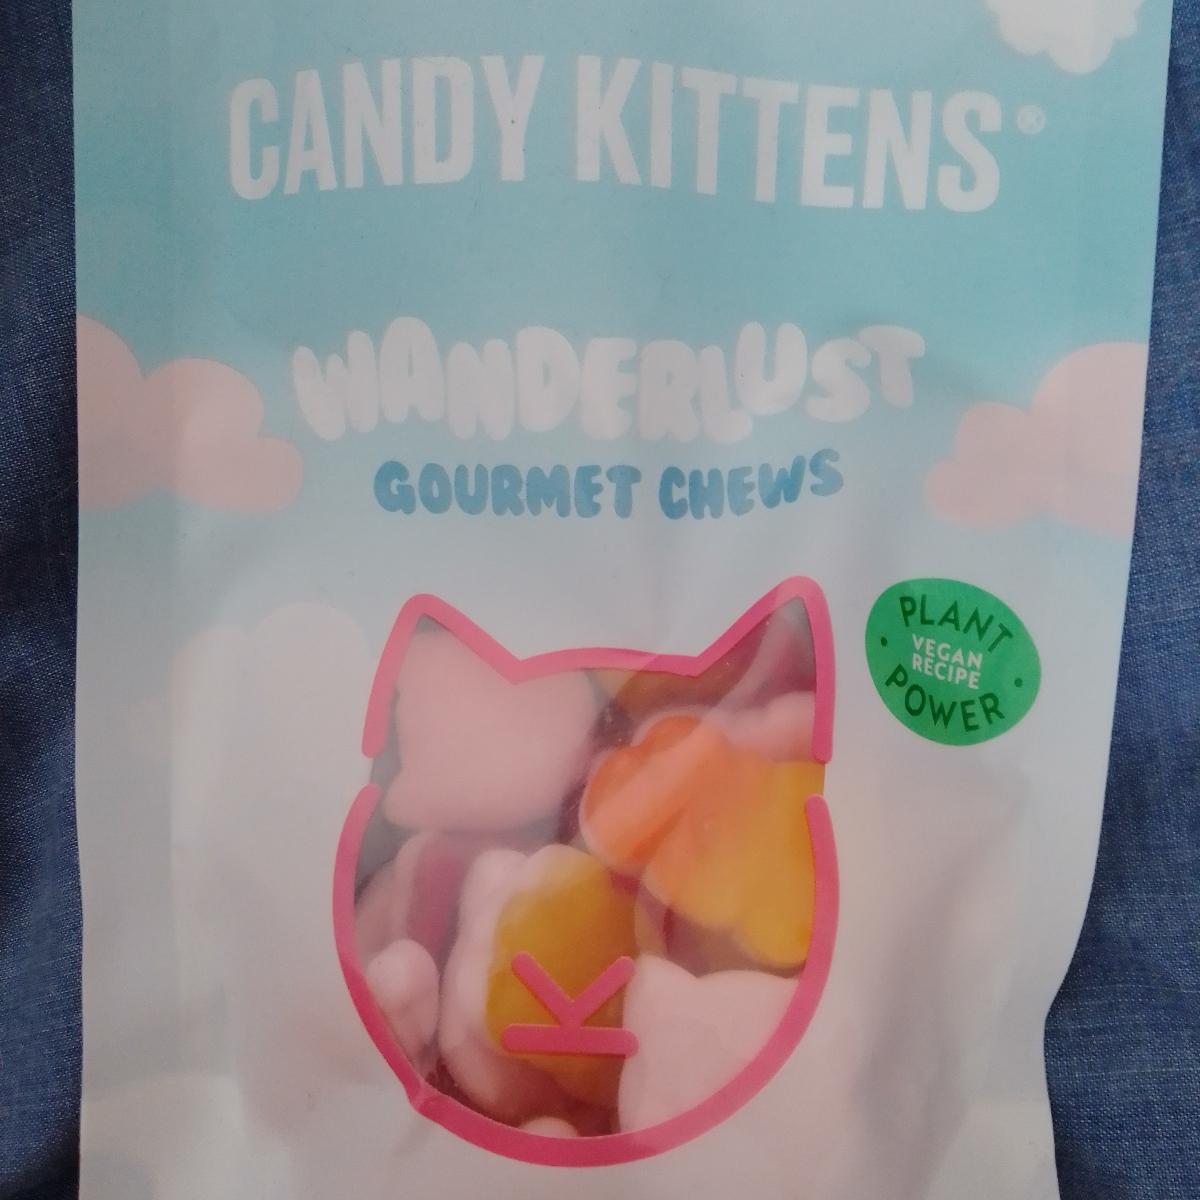 CANDY KITTENS®
WANDERLUST
GOURMET CHEWS
PLANT
VEGAN
RECIPE
POWER
K